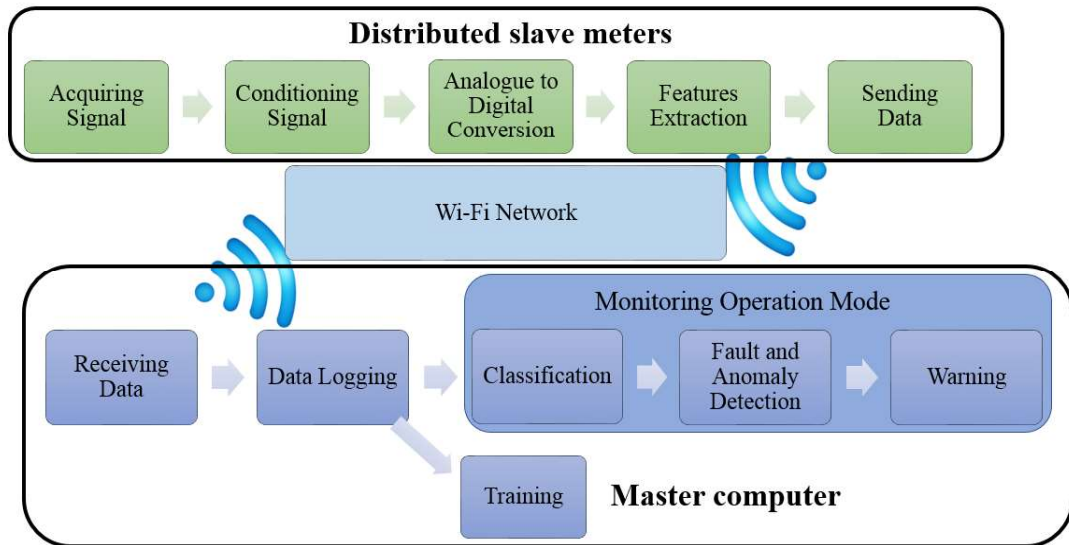 Distributed slave meters
Acquiring
Signal
Conditioning
Signal
Analogue to
Digital
Conversion
Features
Extraction
Sending
Data
Wi-Fi Network
Monitoring Operation Mode
Receiving
Data
Data Logging
Classification
Fault and
Anomaly
Detection
Warning
Training
Master computer